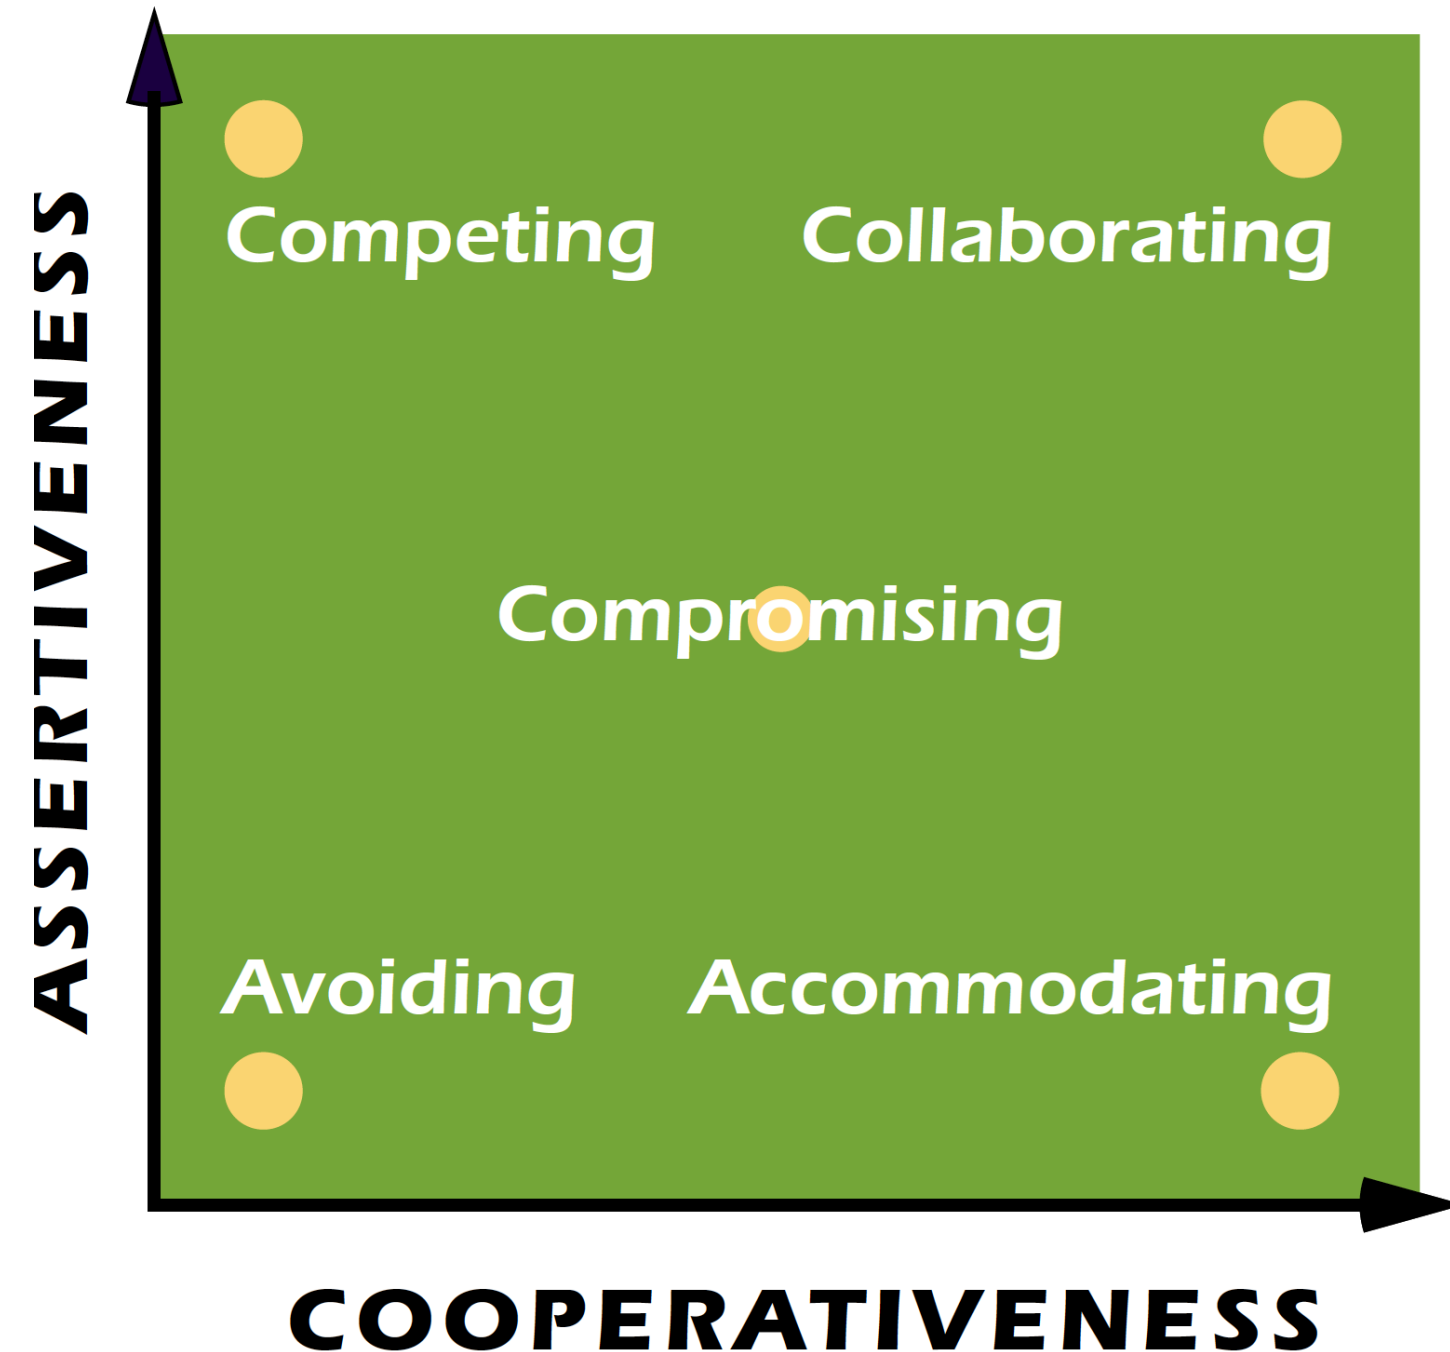 ASSERTIVENESS
Competing
Collaborating
Compromising
Avoiding
Accommodating
COOPERATIVENESS